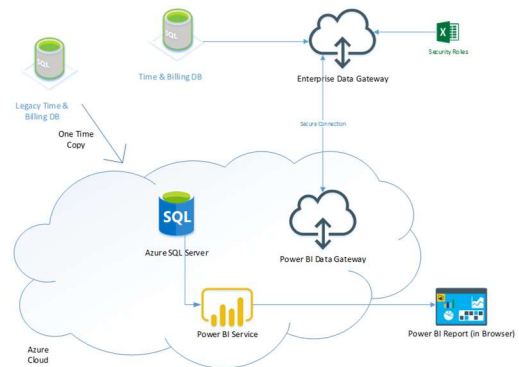 SQL
SQL
Time & Billing DB
Enterprise Data Gateway
Security Roles
Legacy Time &
Billing DB
One Time
Copy
Secure Connection
SQL
Azure SQL Server
Power BI Data Gateway
Power BI Service
Power BI Report (in Browser)
Azure
Cloud